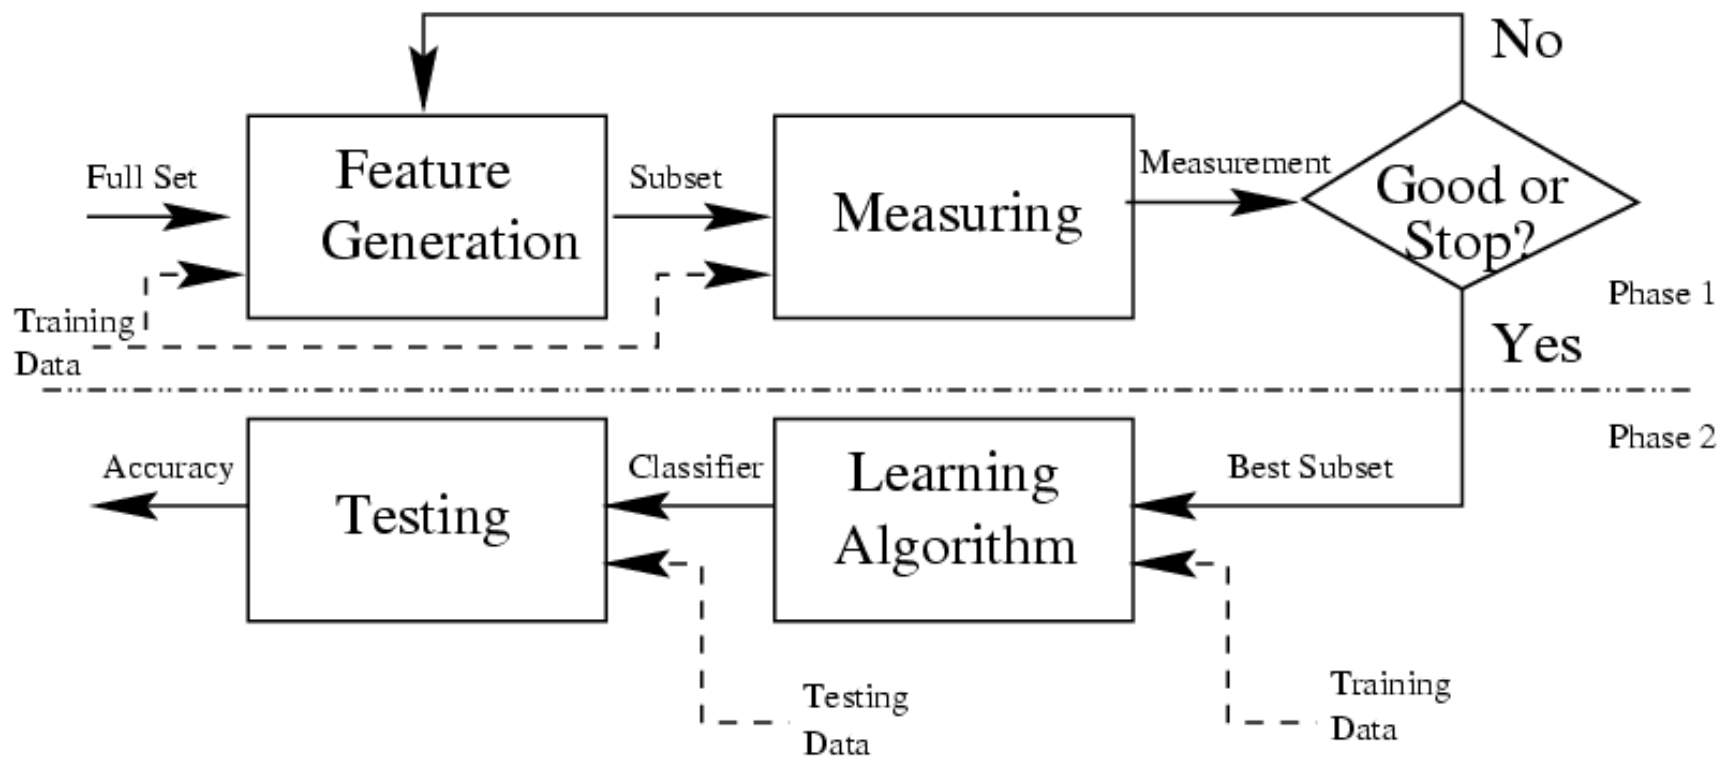 No
Full Set
Feature
Generation
Subset
Measuring
Measurement
Good or
Stop?
Training
Data
Phase 1
Yes
Phase 2
Accuracy
Testing
Classifier
Learning
Algorithm
Best Subset
Testing
Data
Training
Data